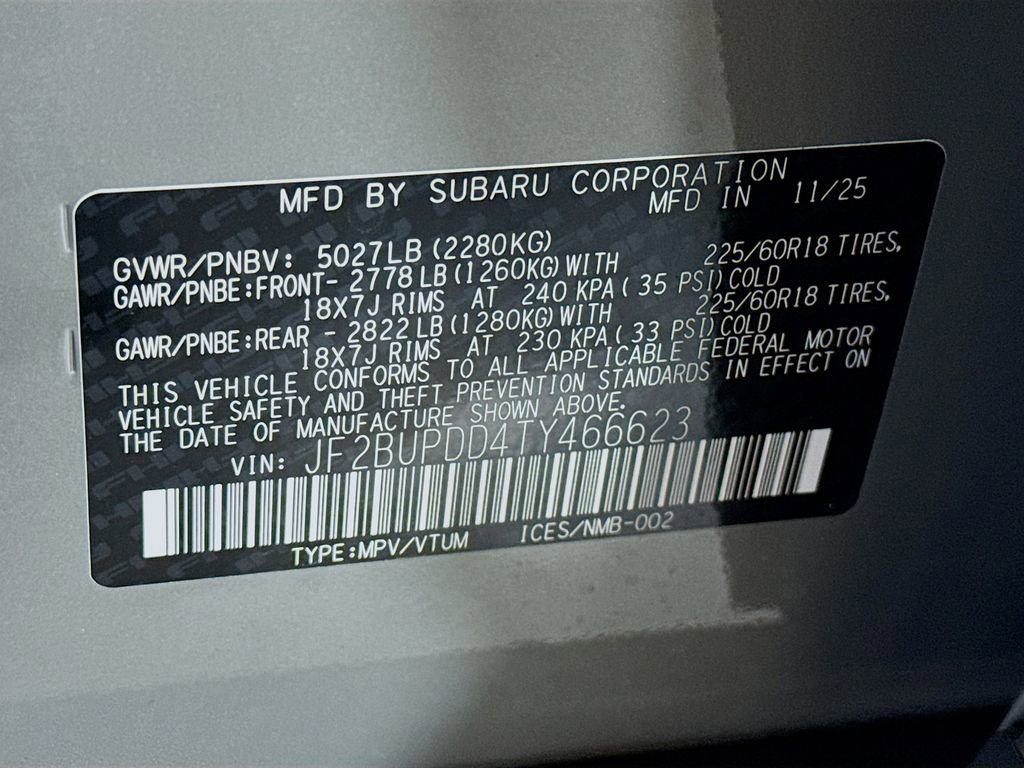 MFD BY SUBARU CORPORATION
MFD IN 11/25
GVWR/PNBV: 5027LB (2280KG)
GAWR/PNBE:FRONT- 2778 LB(1260KG)WITH 225/60R18 TIRES,
18X7J RIMS AT 240 KPA( 35 PSI)COLD
GAWR/PNBE:REAR - 2822 LB(1280KG)WITH 225/60R18 TIRES,
18X7J RIMS AT 230 KPA(33 PSI)COLD
THIS VEHICLE CONFORMS TO ALL APPLICABLE FEDERAL MOTOR
VEHICLE SAFETY AND THEFT PREVENTION STANDARDS IN EFFECT ON
THE DATE OF MANUFACTURE SHOWN ABOVE.
VIN: JF2BUPDD4TY466623
TYPE:MPV/VTUM ICES/NMB-002